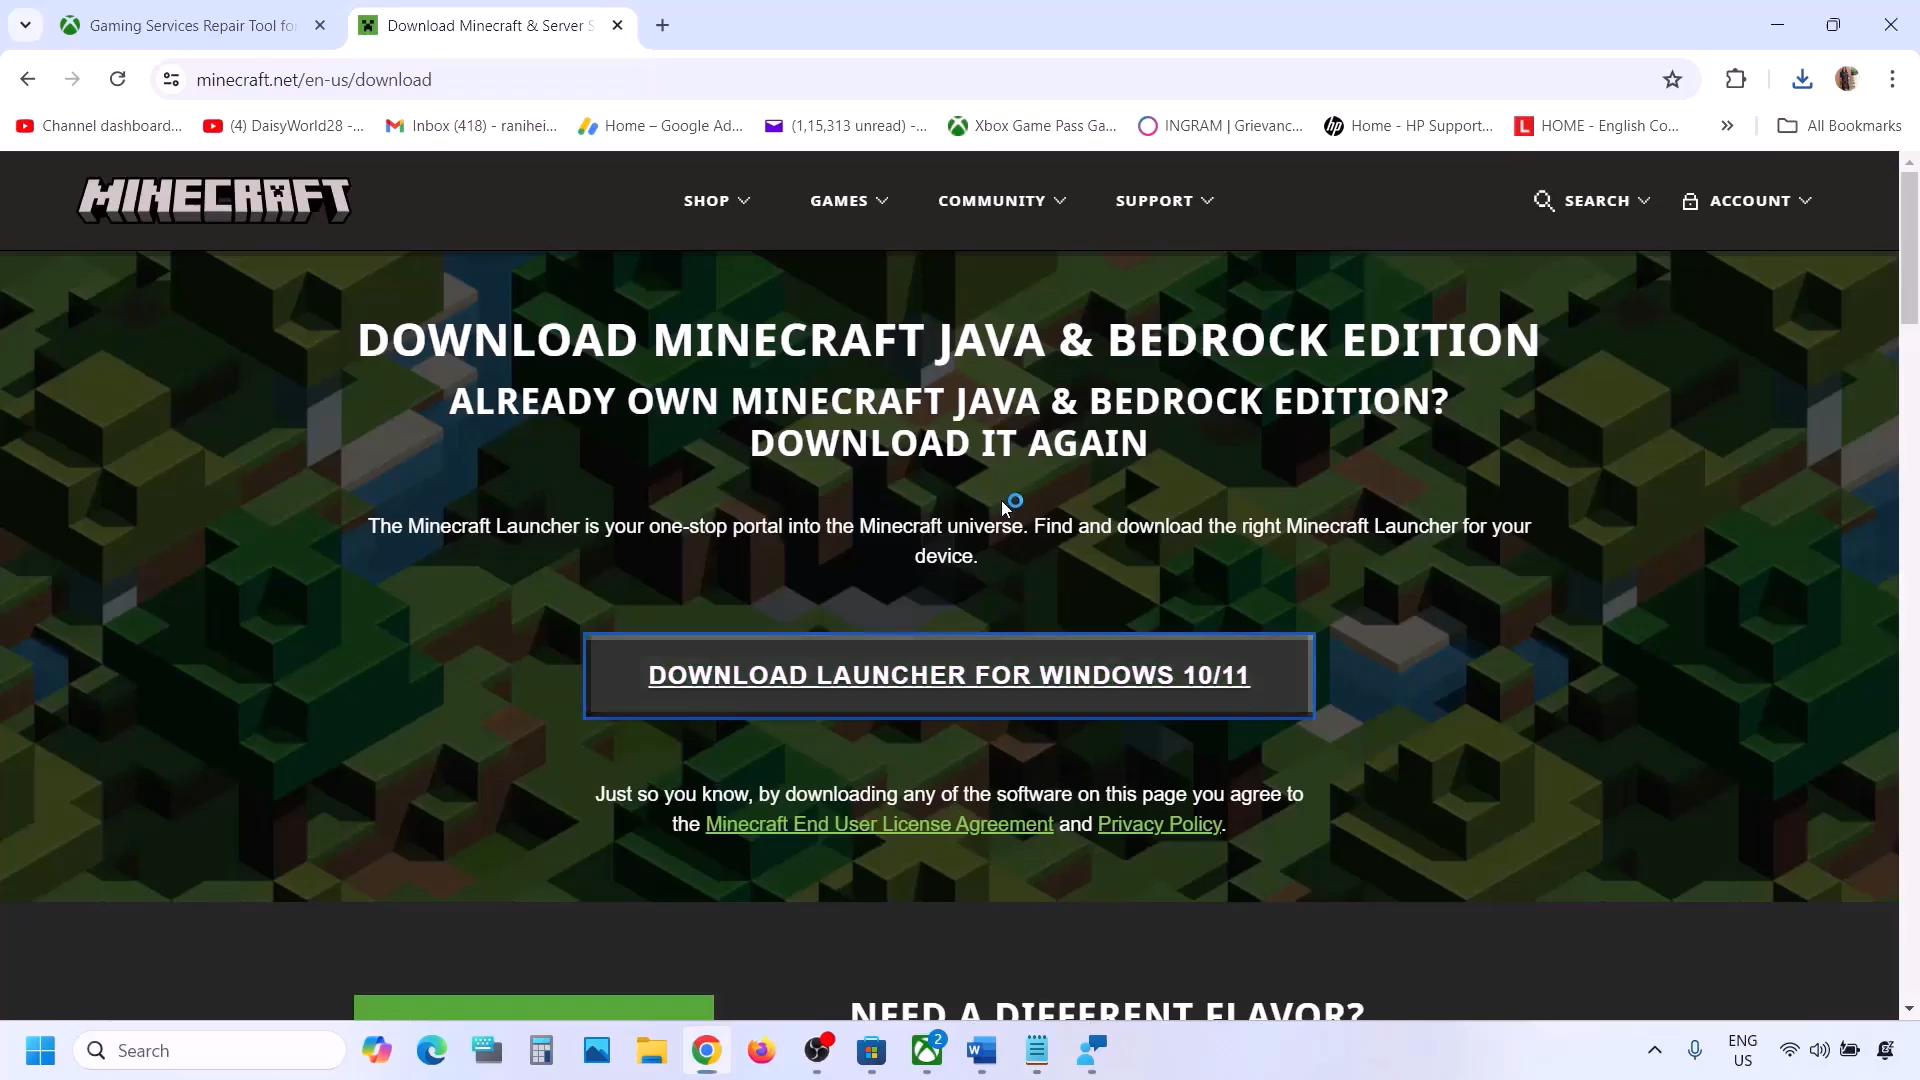 Gaming Services Repair Tool fo
Download Minecraft & Server S
minecraft.net/en-us/download
Channel dashboard...
(4) DaisyWorld28 -...
Inbox (418) - ranihei...
Home – Google Ad...
(1,15,313 unread) -...
Xbox Game Pass Ga...
INGRAM | Grievanc...
Home - HP Support...
HOME - English Co...
All Bookmarks
MINECRAFT
SHOP
GAMES
COMMUNITY
SUPPORT
SEARCH
ACCOUNT
DOWNLOAD MINECRAFT JAVA & BEDROCK EDITION
ALREADY OWN MINECRAFT JAVA & BEDROCK EDITION?
DOWNLOAD IT AGAIN
The Minecraft Launcher is your one-stop portal into the Minecraft universe. Find and download the right Minecraft Launcher for your
device.
DOWNLOAD LAUNCHER FOR WINDOWS 10/11
Just so you know, by downloading any of the software on this page you agree to
the Minecraft End User License Agreement and Privacy Policy.
NEED A DIFFERENT FLAVOR?
Search
2
ENG
US